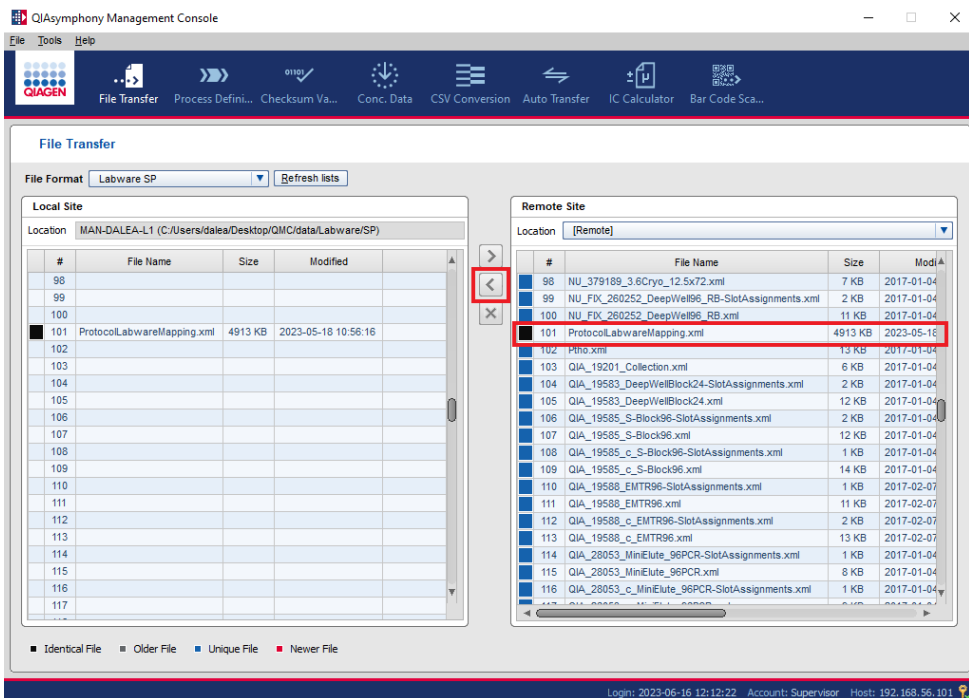 QIAsymphony Management Console
File Tools Help
QIAGEN
File Transfer Process Defini... Checksum Va... Conc. Data CSV Conversion Auto Transfer IC Calculator Bar Code Sca...
File Transfer
File Format Labware SP Refresh lists
Local Site
Location MAN-DALEA-L1 (C:/Users/dalea/Desktop/QMC/data/Labware/SP)
# File Name Size Modified
98
99
100
101 ProtocolLabwareMapping.xml 4913 KB 2023-05-18 10:56:16
102
103
104
105
106
107
108
109
110
111
112
113
114
115
116
117
Remote Site
Location [Remote]
# File Name Size Modi
98 NU_379189_3.6Cryo_12.5x72.xml 7 KB 2017-01-04
99 NU_FIX_260252_DeepWell96_RB-SlotAssignments.xml 2 KB 2017-01-04
100 NU_FIX_260252_DeepWell96_RB.xml 11 KB 2017-01-04
101 ProtocolLabwareMapping.xml 4913 KB 2023-05-18
102 Ptho.xml 13 KB 2017-01-04
103 QIA_19201_Collection.xml 6 KB 2017-01-04
104 QIA_19583_DeepWellBlock24-SlotAssignments.xml 2 KB 2017-01-04
105 QIA_19583_DeepWellBlock24.xml 12 KB 2017-01-04
106 QIA_19585_S-Block96-SlotAssignments.xml 2 KB 2017-01-04
107 QIA_19585_S-Block96.xml 12 KB 2017-01-04
108 QIA_19585_c_S-Block96-SlotAssignments.xml 1 KB 2017-01-04
109 QIA_19585_c_S-Block96.xml 14 KB 2017-01-04
110 QIA_19588_EMTR96-SlotAssignments.xml 1 KB 2017-02-07
111 QIA_19588_EMTR96.xml 11 KB 2017-02-07
112 QIA_19588_c_EMTR96-SlotAssignments.xml 2 KB 2017-02-07
113 QIA_19588_c_EMTR96.xml 13 KB 2017-02-07
114 QIA_28053_MiniElute_96PCR-SlotAssignments.xml 1 KB 2017-01-04
115 QIA_28053_MiniElute_96PCR.xml 8 KB 2017-01-04
116 QIA_28053_c_MiniElute_96PCR-SlotAssignments.xml 1 KB 2017-01-04
Identical File Older File Unique File Newer File
Login: 2023-06-16 12:12:22 Account: Supervisor Host: 192.168.56.101